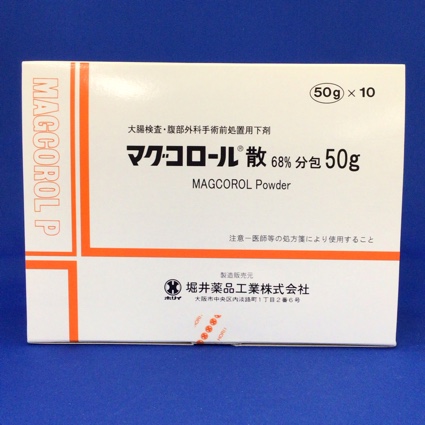 MAGCOROL P
50g × 10
大腸検査・腹部外科手術前処置用下剤
マグコロール®散 68% 分包 50g
MAGCOROL Powder
注意－医師等の処方箋により使用すること
製造販売元
ホリイ 堀井薬品工業株式会社
大阪市中央区内淡路町1丁目2番6号